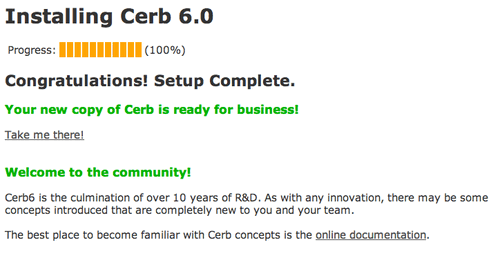 Installing Cerb 6.0
Progress: (100%)
Congratulations! Setup Complete.
Your new copy of Cerb is ready for business!
Take me there!
Welcome to the community!
Cerb6 is the culmination of over 10 years of R&D. As with any innovation, there may be some
concepts introduced that are completely new to you and your team.
The best place to become familiar with Cerb concepts is the online documentation.